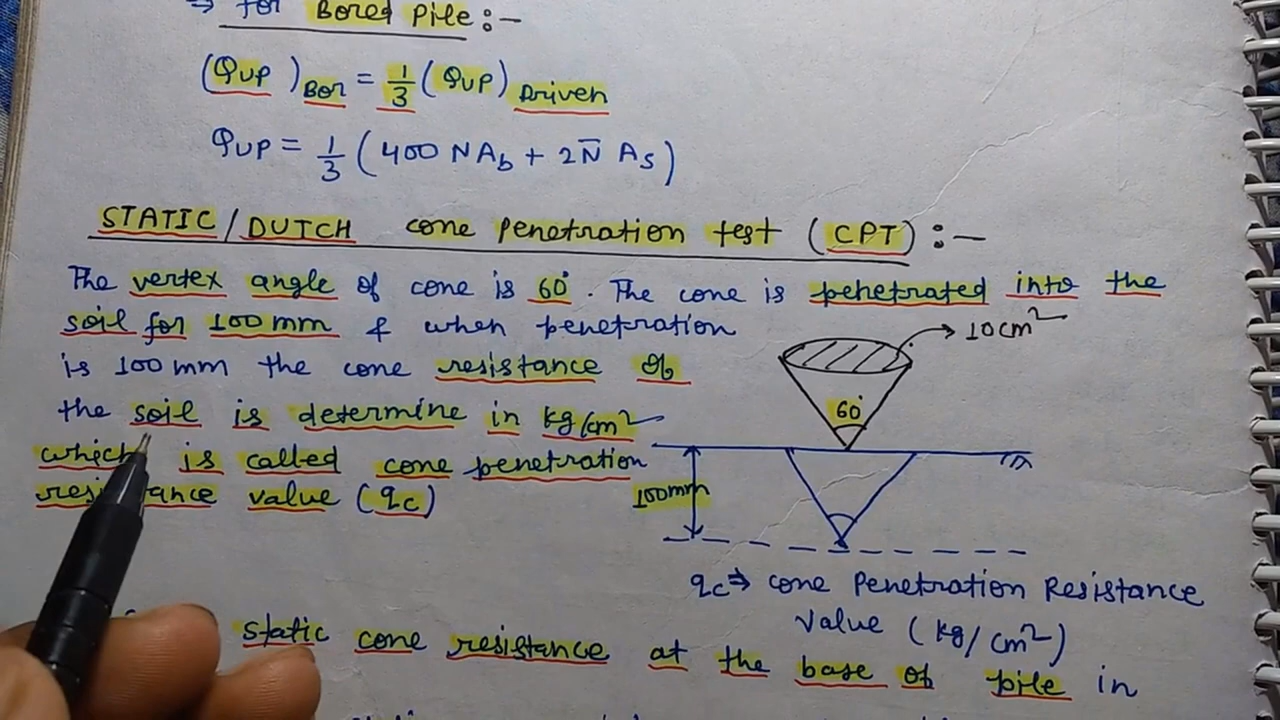 ⇒ for Bored Pile :-
(Qup)Bor = 1/3 (Qup) Driven
Qup = 1/3 (400 NAb + 2N̄ As)
STATIC/DUTCH cone Penetration test (CPT) :-
The vertex angle of cone is 60°. The cone is penetrated into the
soil for 100 mm & when penetration
is 100 mm the cone resistance of
the soil is determine in kg/cm²
which is called cone penetration
value (qc)
10cm²
60°
100mm
qc ⇒ cone Penetration Resistance
value (kg/cm²)
static cone resistance at the base of pile in